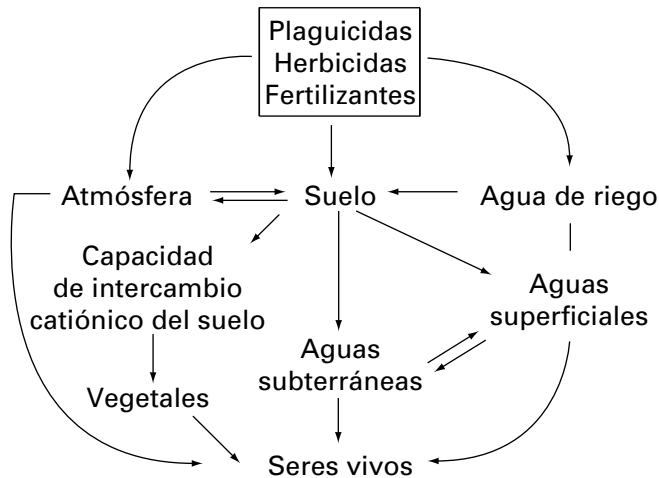 Plaguicidas
Herbicidas
Fertilizantes
Atmósfera
Suelo
Agua de riego
Capacidad
de intercambio
catiónico del suelo
Aguas
superficiales
Aguas
subterráneas
Vegetales
Seres vivos